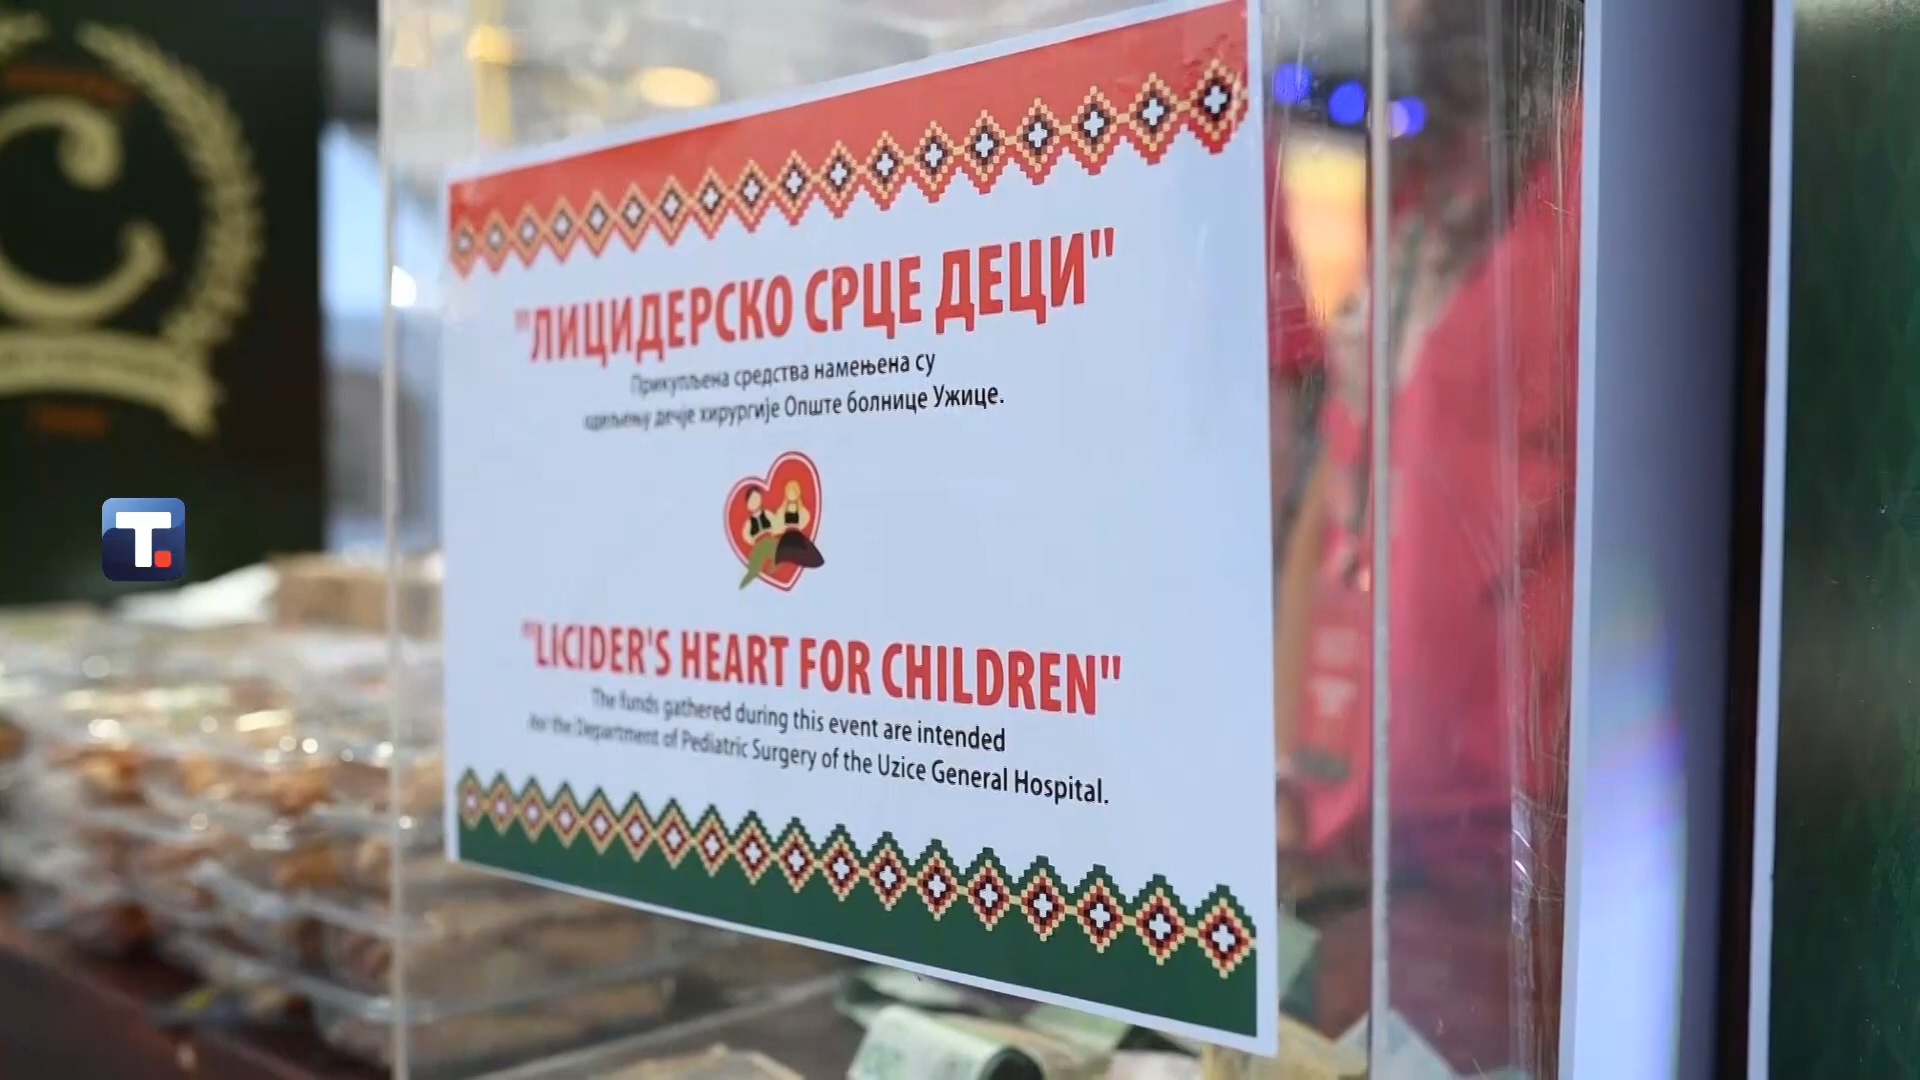 "ЛИЦИДЕРСКО СРЦЕ ДЕЦИ"
Прикупљена средства намењена су
одељењу дечје хирургије Опште болнице Ужице.
"LICIDER'S HEART FOR CHILDREN"
The funds gathered during this event are intended
for the Department of Pediatric Surgery of the Uzice General Hospital.
T.
C